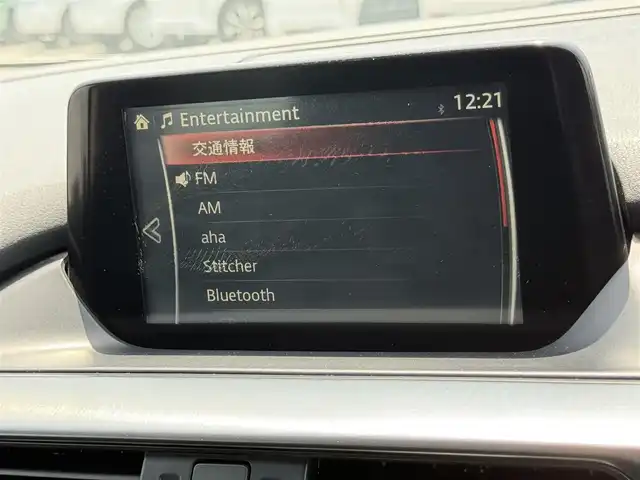 Entertainment
12:21
交通情報
FM
AM
aha
Stitcher
Bluetooth